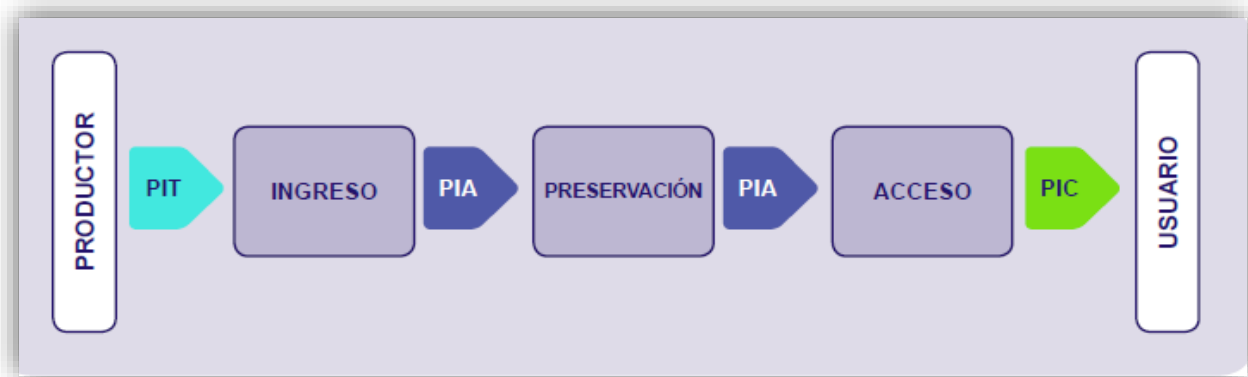 PRODUCTOR
PIT
INGRESO
PIA
PRESERVACIÓN
PIA
ACCESO
PIC
USUARIO